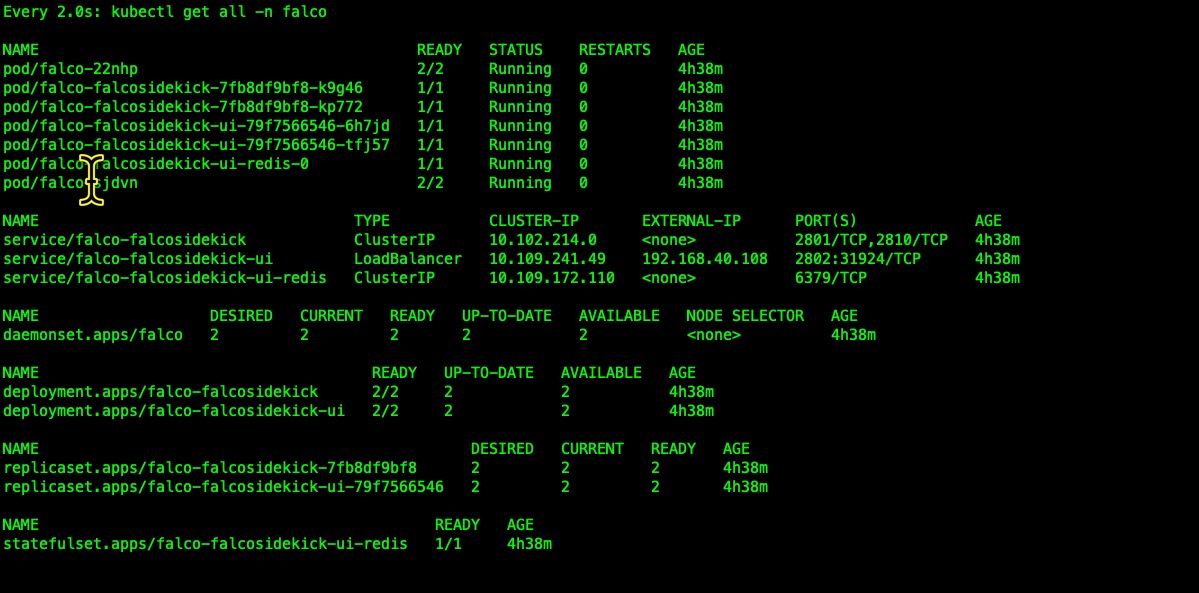 Every 2.0s: kubectl get all -n falco
NAME READY STATUS RESTARTS AGE
pod/falco-22nhp 2/2 Running 0 4h38m
pod/falco-falcosidekick-7fb8df9bf8-k9g46 1/1 Running 0 4h38m
pod/falco-falcosidekick-7fb8df9bf8-kp772 1/1 Running 0 4h38m
pod/falco-falcosidekick-ui-79f7566546-6h7jd 1/1 Running 0 4h38m
pod/falco-falcosidekick-ui-79f7566546-tfj57 1/1 Running 0 4h38m
pod/falco-falcosidekick-ui-redis-0 1/1 Running 0 4h38m
pod/falco-sjdvn 2/2 Running 0 4h38m
NAME TYPE CLUSTER-IP EXTERNAL-IP PORT(S) AGE
service/falco-falcosidekick ClusterIP 10.102.214.0 <none> 2801/TCP,2810/TCP 4h38m
service/falco-falcosidekick-ui LoadBalancer 10.109.241.49 192.168.40.108 2802:31924/TCP 4h38m
service/falco-falcosidekick-ui-redis ClusterIP 10.109.172.110 <none> 6379/TCP 4h38m
NAME DESIRED CURRENT READY UP-TO-DATE AVAILABLE NODE SELECTOR AGE
daemonset.apps/falco 2 2 2 2 2 <none> 4h38m
NAME READY UP-TO-DATE AVAILABLE AGE
deployment.apps/falco-falcosidekick 2/2 2 2 4h38m
deployment.apps/falco-falcosidekick-ui 2/2 2 2 4h38m
NAME DESIRED CURRENT READY AGE
replicaset.apps/falco-falcosidekick-7fb8df9bf8 2 2 2 4h38m
replicaset.apps/falco-falcosidekick-ui-79f7566546 2 2 2 4h38m
NAME READY AGE
statefulset.apps/falco-falcosidekick-ui-redis 1/1 4h38m